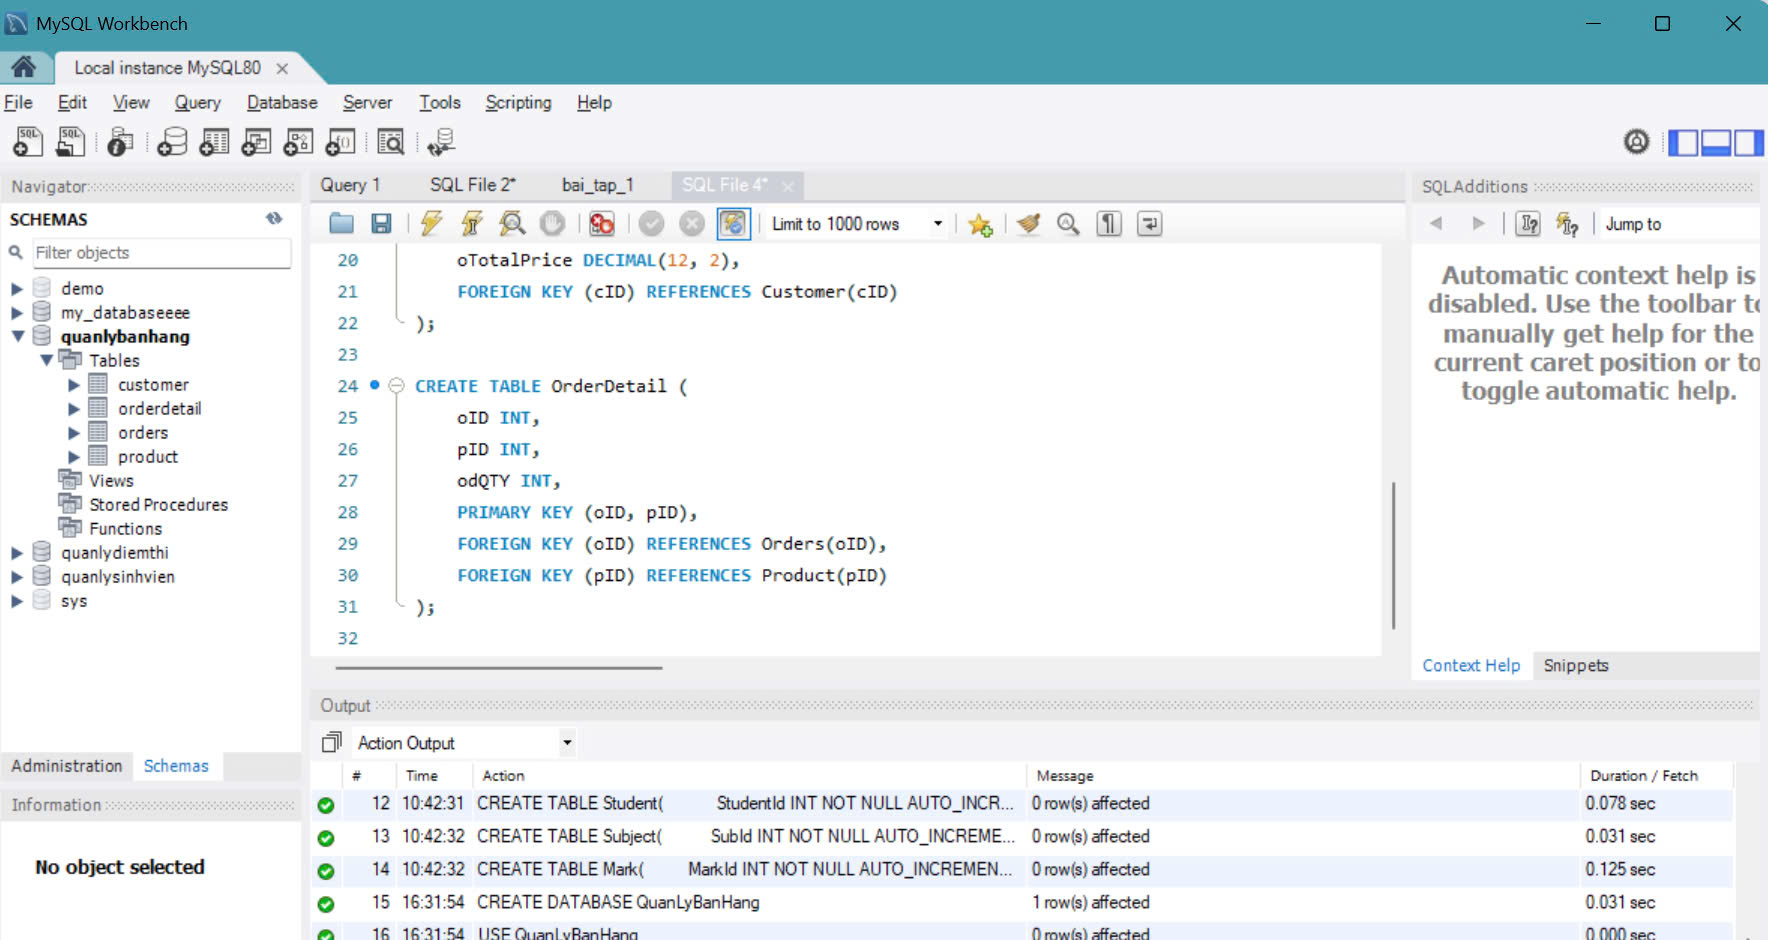 MySQL Workbench
Local instance MySQL80
File Edit View Query Database Server Tools Scripting Help
Navigator
SCHEMAS
Filter objects
demo
my_databaseeee
quanlybanhang
Tables
customer
orderdetail
orders
product
Views
Stored Procedures
Functions
quanlydiemthi
quanlysinhvien
sys
Administration Schemas
Information
No object selected
Query 1 SQL File 2* bai_tap_1 SQL File 4*
Limit to 1000 rows
20 oTotalPrice DECIMAL(12, 2),
21 FOREIGN KEY (cID) REFERENCES Customer(cID)
22 );
23
24 CREATE TABLE OrderDetail (
25 oID INT,
26 pID INT,
27 odQTY INT,
28 PRIMARY KEY (oID, pID),
29 FOREIGN KEY (oID) REFERENCES Orders(oID),
30 FOREIGN KEY (pID) REFERENCES Product(pID)
31 );
32
SQLAdditions
Jump to
Automatic context help is
disabled. Use the toolbar to
manually get help for the
current caret position or to
toggle automatic help.
Context Help Snippets
Output
Action Output
# Time Action Message Duration / Fetch
12 10:42:31 CREATE TABLE Student( StudentId INT NOT NULL AUTO_INCR... 0 row(s) affected 0.078 sec
13 10:42:32 CREATE TABLE Subject( SubId INT NOT NULL AUTO_INCREME... 0 row(s) affected 0.031 sec
14 10:42:32 CREATE TABLE Mark( MarkId INT NOT NULL AUTO_INCREMEN... 0 row(s) affected 0.125 sec
15 16:31:54 CREATE DATABASE QuanLyBanHang 1 row(s) affected 0.031 sec
16 16:31:54 USE QuanLyBanHang 0 row(s) affected 0.000 sec